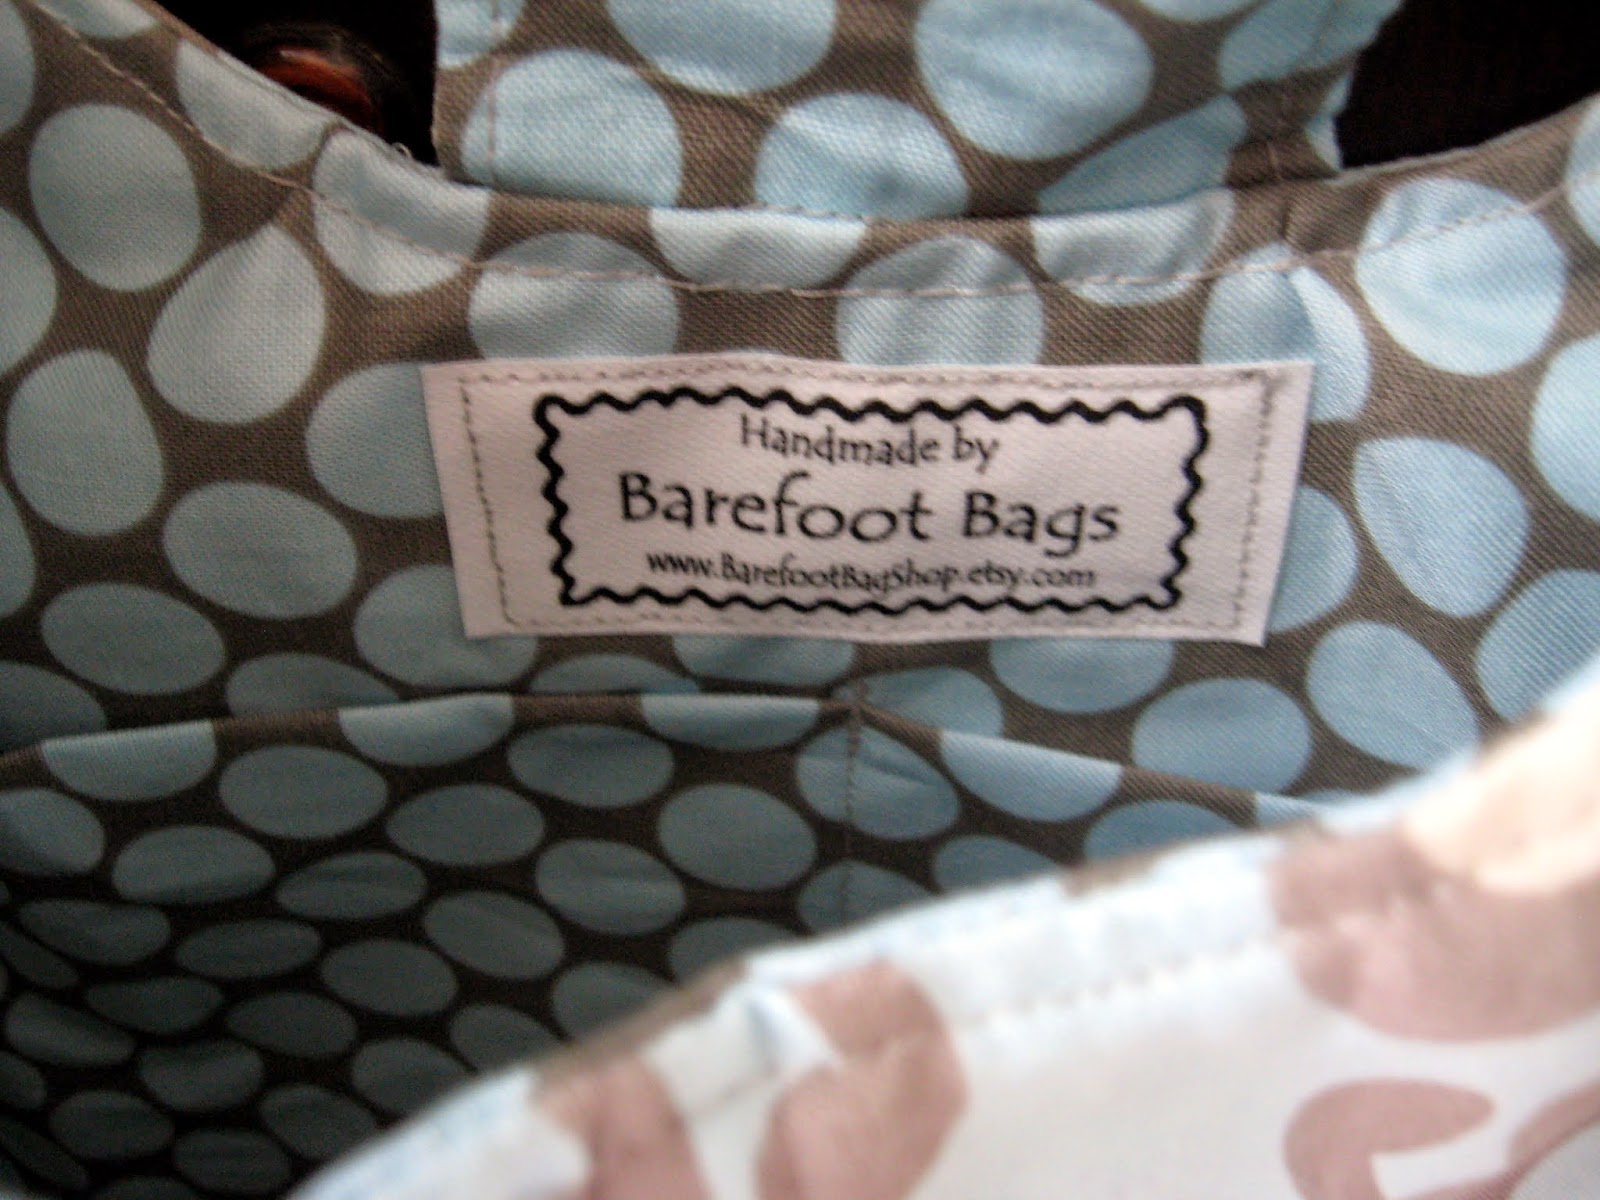 Handmade by
Barefoot Bags
www.BarefootBagShop.etsy.com